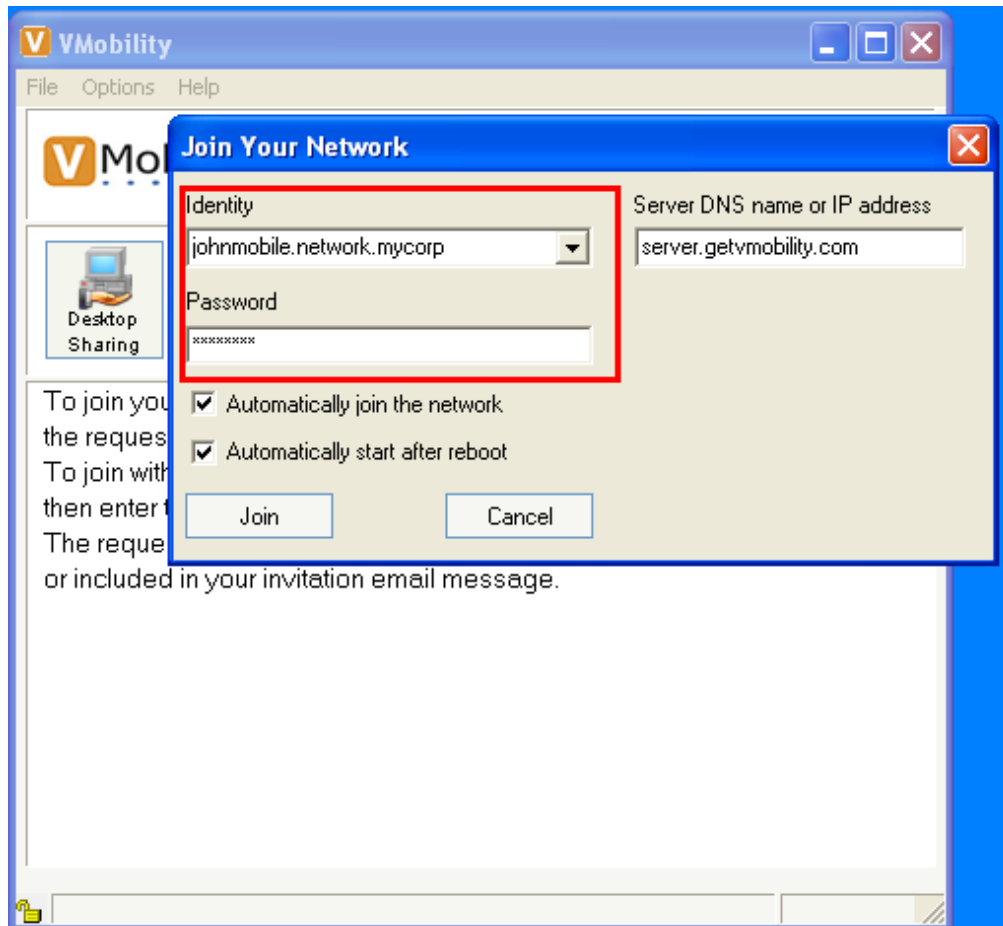 VMobility
File Options Help
V Mo
Join Your Network
Identity
johnmobile.network.mycorp
Server DNS name or IP address
server.getvmobility.com
Password
********
Automatically join the network
Automatically start after reboot
Join Cancel
Desktop
Sharing
To join you
the reques
To join with
then enter
The reque
or included in your invitation email message.